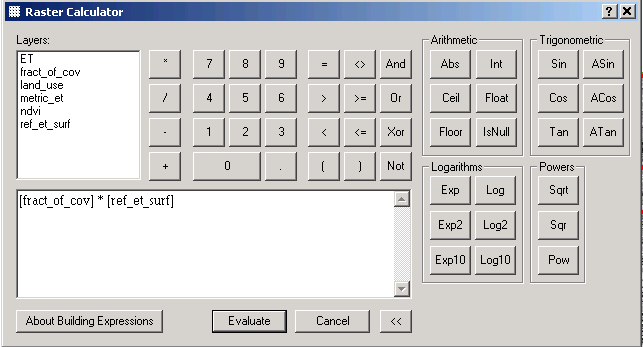 Raster Calculator
Layers:
ET
fract_of_cov
land_use
metric_et
ndvi
ref_et_surf
* 7 8 9 = <> And
/ 4 5 6 > >= Or
- 1 2 3 < <= Xor
+ 0 . ( ) Not
Arithmetic
Abs Int
Ceil Float
Floor IsNull
Trigonometric
Sin ASin
Cos ACos
Tan ATan
Logarithms
Exp Log
Exp2 Log2
Exp10 Log10
Powers
Sqrt
Sqr
Pow
[fract_of_cov] * [ref_et_surf]
About Building Expressions Evaluate Cancel <<